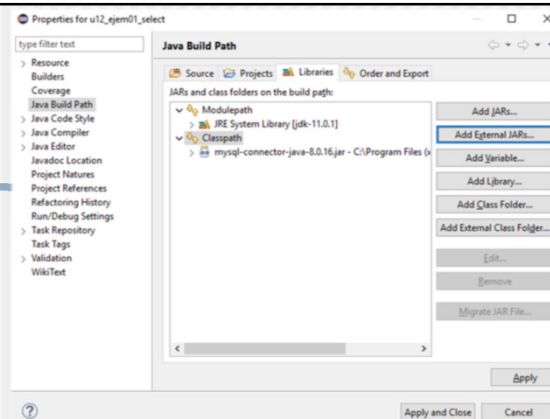 Properties for u12_ejem01_select
type filter text
Resource
Builders
Coverage
Java Build Path
Java Code Style
Java Compiler
Java Editor
Javadoc Location
Project Natures
Project References
Refactoring History
Run/Debug Settings
Task Repository
Task Tags
Validation
WikiText
Java Build Path
Source Projects Libraries Order and Export
JARs and class folders on the build path:
Modulepath
JRE System Library [jdk-11.0.1]
Classpath
mysql-connector-java-8.0.16.jar - C:\Program Files (x
Add JARs...
Add External JARs...
Add Variable...
Add Library...
Add Class Folder...
Add External Class Folder...
Edit...
Remove
Migrate JAR File...
Apply
Apply and Close Cancel